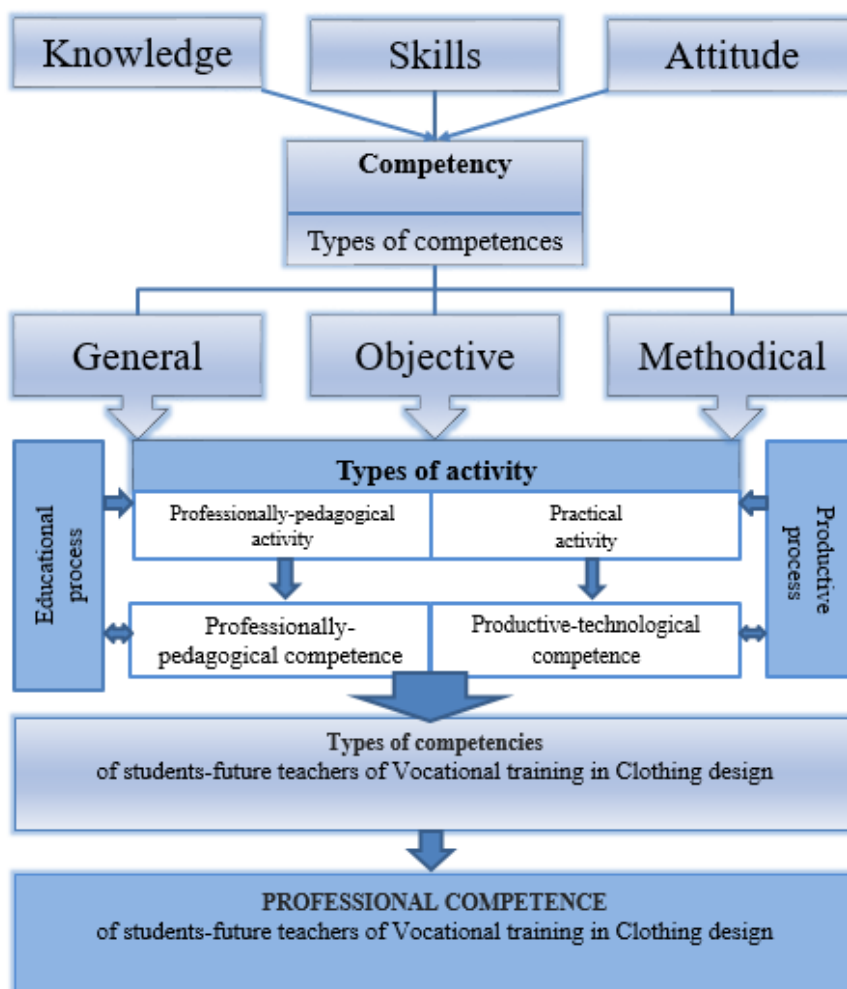 Knowledge
Skills
Attitude
Competency
Types of competences
General
Objective
Methodical
Educational
process
Types of activity
Professionally-pedagogical
activity
Practical
activity
Productive
process
Professionally-
pedagogical competence
Productive-technological
competence
Types of competencies
of students-future teachers of Vocational training in Clothing design
PROFESSIONAL COMPETENCE
of students-future teachers of Vocational training in Clothing design